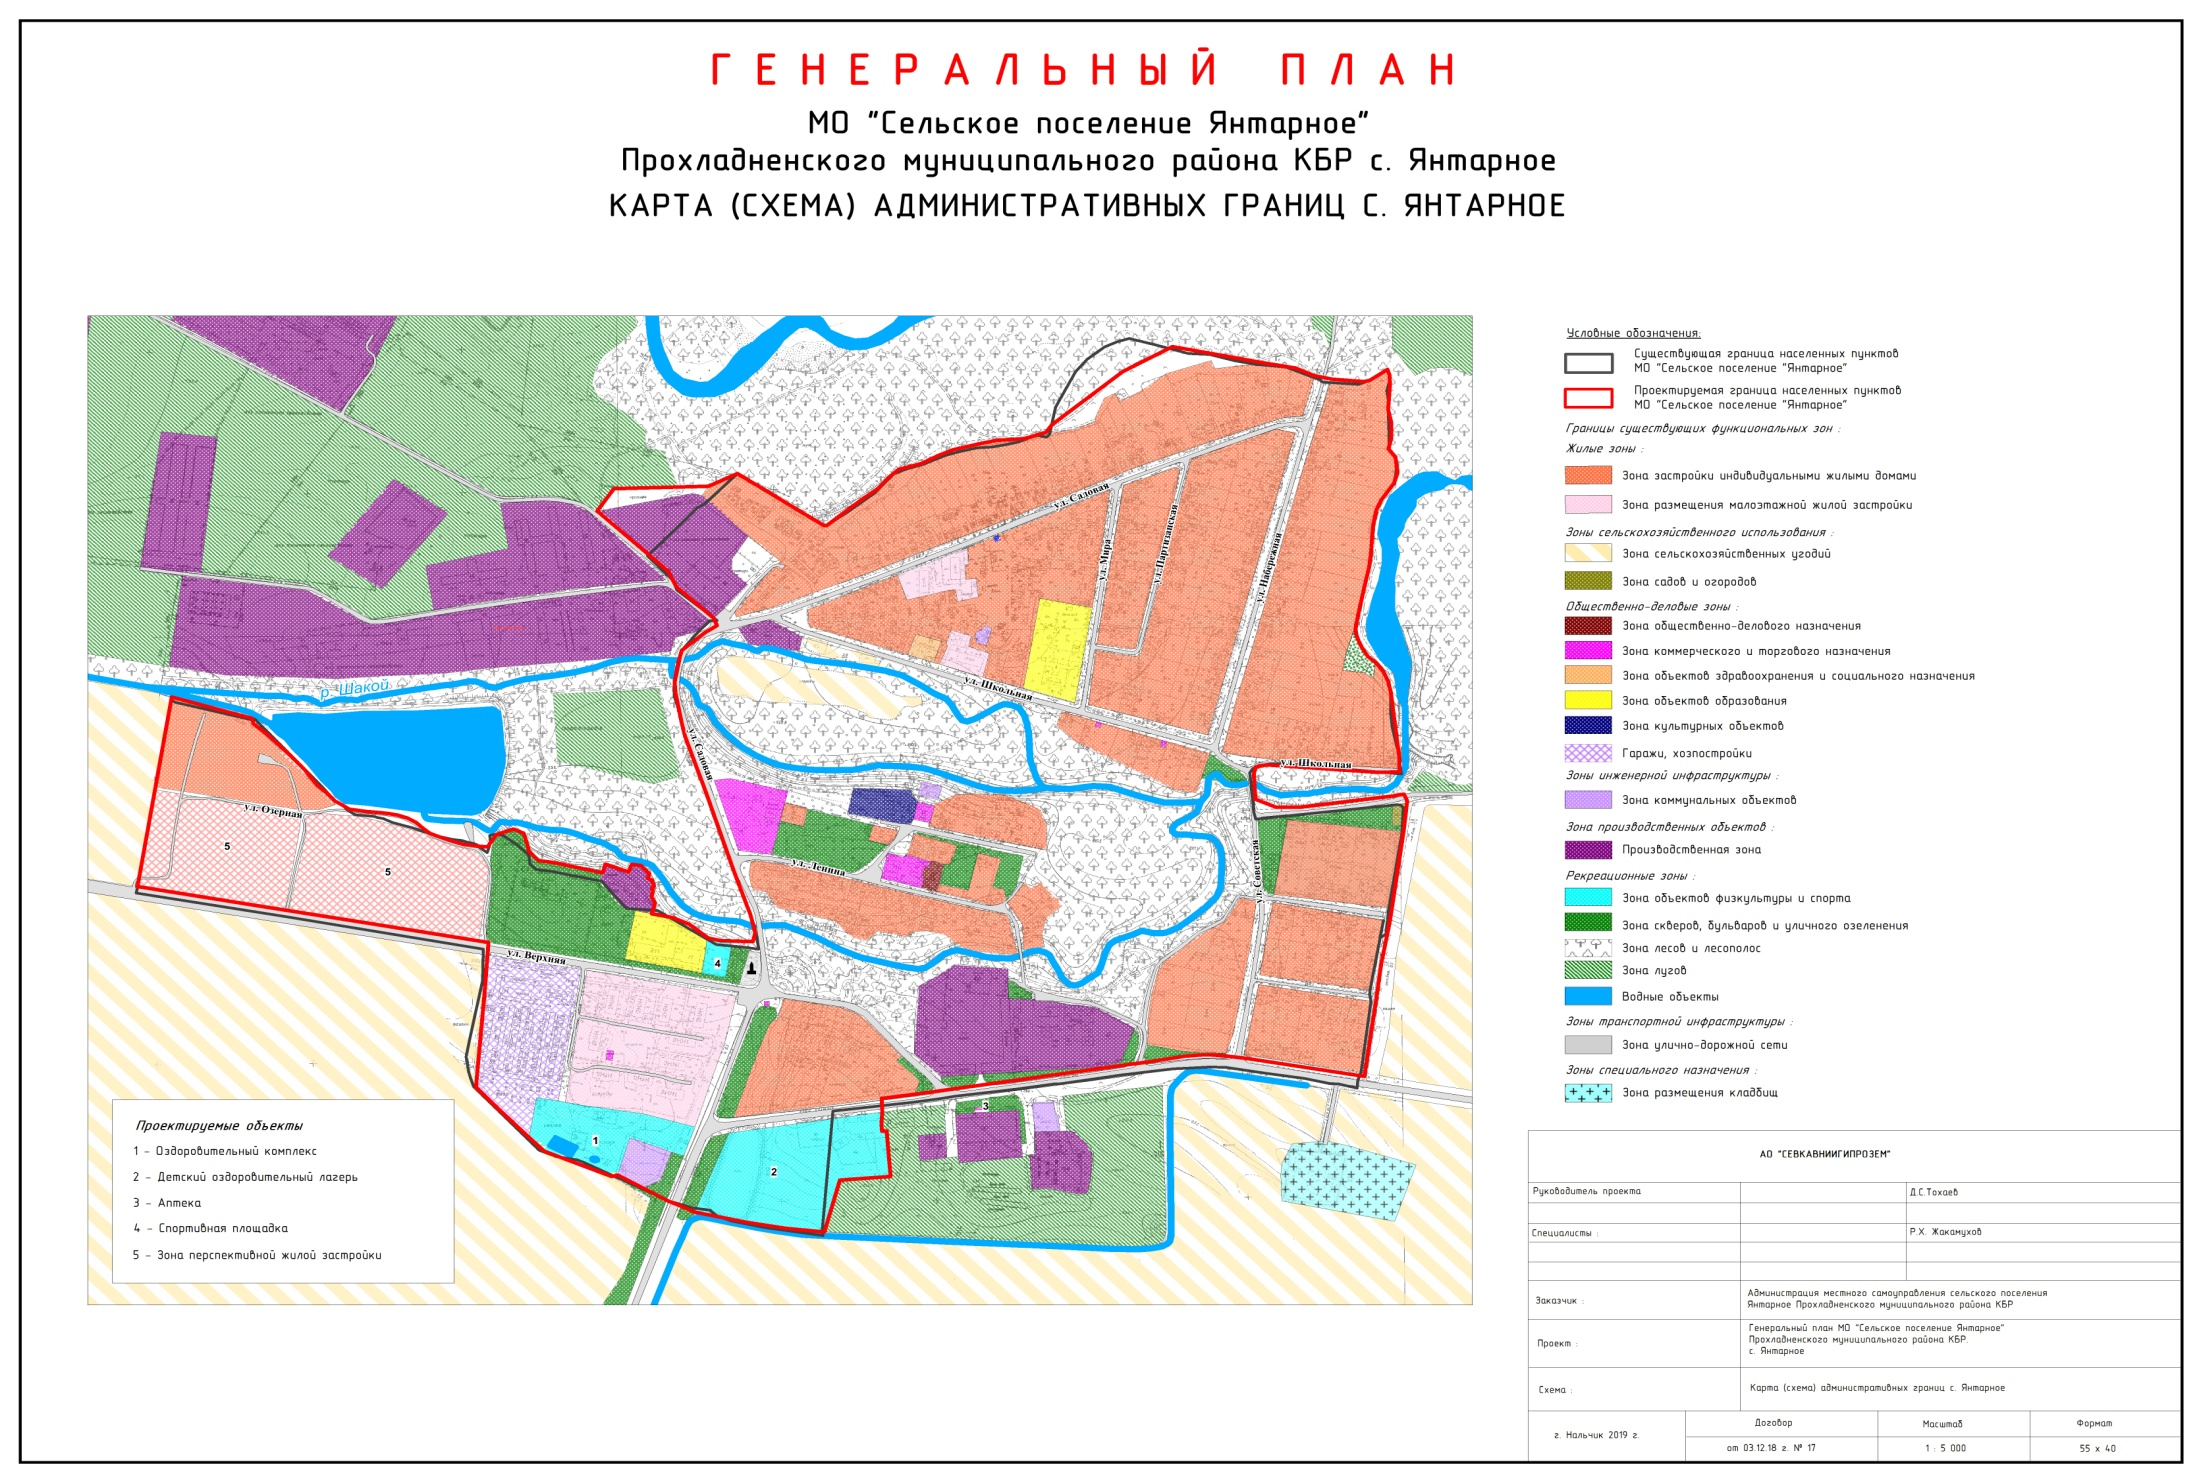 ГЕНЕРАЛЬНЫЙ ПЛАН
МО "Сельское поселение Янтарное"
Прохладненского муниципального района КБР с. Янтарное
КАРТА (СХЕМА) АДМИНИСТРАТИВНЫХ ГРАНИЦ С. ЯНТАРНОЕ
ул. Садовая
ул. Мира
ул. Партизанская
ул. Набережная
ул. Школьная
р. Шакой
ул. Садовая
ул. Школьная
ул. Озерная
5
5
ул. Ленина
ул. Советская
ул. Верхняя
4
1
2
3
Проектируемые объекты
1 - Оздоровительный комплекс
2 - Детский оздоровительный лагерь
3 - Аптека
4 - Спортивная площадка
5 - Зона перспективной жилой застройки
Условные обозначения:
Существующая граница населенных пунктов
МО "Сельское поселение "Янтарное"
Проектируемая граница населенных пунктов
МО "Сельское поселение "Янтарное"
Границы существующих функциональных зон :
Жилые зоны :
Зона застройки индивидуальными жилыми домами
Зона размещения малоэтажной жилой застройки
Зоны сельскохозяйственного использования :
Зона сельскохозяйственных угодий
Зона садов и огородов
Общественно-деловые зоны :
Зона общественно-делового назначения
Зона коммерческого и торгового назначения
Зона объектов здравоохранения и социального назначения
Зона объектов образования
Зона культурных объектов
Гаражи, хозпостройки
Зоны инженерной инфраструктуры :
Зона коммунальных объектов
Зона производственных объектов :
Производственная зона
Рекреационные зоны :
Зона объектов физкультуры и спорта
Зона скверов, бульваров и уличного озеленения
Зона лесов и лесополос
Зона лугов
Водные объекты
Зоны транспортной инфраструктуры :
Зона улично-дорожной сети
Зоны специального назначения :
Зона размещения кладбищ
АО "СЕВКАВНИИГИПРОЗЕМ"
Руководитель проекта
Д.С.Тохаев
Специалисты :
Р.Х. Жакамухов
Заказчик :
Администрация местного самоуправления сельского поселения
Янтарное Прохладненского муниципального района КБР
Проект :
Генеральный план МО "Сельское поселение Янтарное"
Прохладненского муниципального района КБР.
с. Янтарное
Схема :
Карта (схема) административных границ с. Янтарное
г. Нальчик 2019 г.
Договор
Масштаб
Формат
от 03.12.18 г. № 17
1 : 5 000
55 х 40